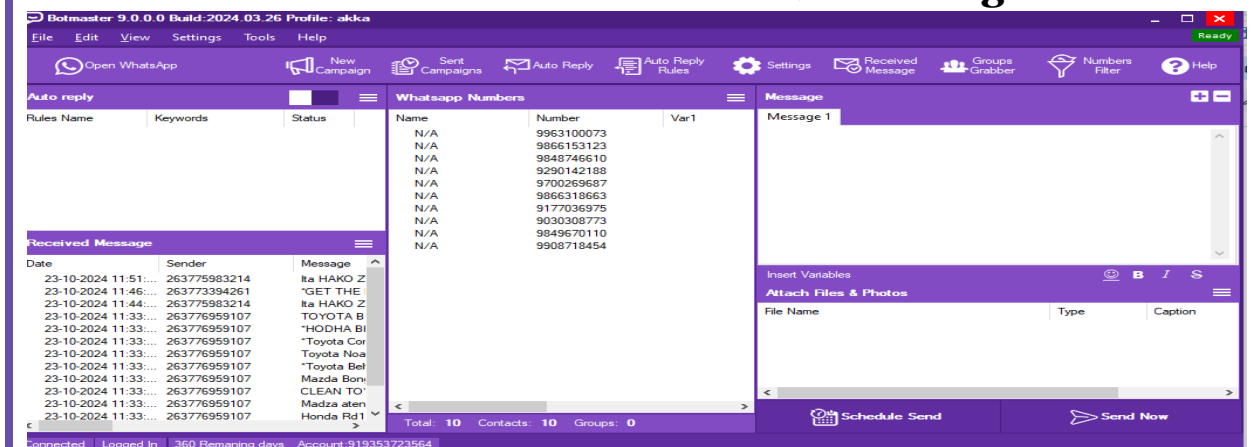 Botmaster 9.0.0.0 Build:2024.03.26 Profile: akka
File Edit View Settings Tools Help
Ready
Open WhatsApp
New Campaign
Sent Campaigns
Auto Reply
Auto Reply Rules
Settings
Received Message
Groups Grabber
Numbers Filter
Help
Auto reply
Rules Name Keywords Status
Received Message
Date Sender Message
23-10-2024 11:51:... 263775983214 Ita HAKO Z
23-10-2024 11:46:... 263773394261 *GET THE
23-10-2024 11:44:... 263775983214 Ita HAKO Z
23-10-2024 11:33:... 263776959107 TOYOTA B
23-10-2024 11:33:... 263776959107 *HODHA BI
23-10-2024 11:33:... 263776959107 *Toyota Cor
23-10-2024 11:33:... 263776959107 Toyota Noa
23-10-2024 11:33:... 263776959107 *Toyota Bel
23-10-2024 11:33:... 263776959107 Mazda Bon
23-10-2024 11:33:... 263776959107 CLEAN TO
23-10-2024 11:33:... 263776959107 Madza aten
23-10-2024 11:33:... 263776959107 Honda Rd1
Whatsapp Numbers
Name Number Var1
N/A 9963100073
N/A 9866153123
N/A 9848746610
N/A 9290142188
N/A 9700269687
N/A 9866318663
N/A 9177036975
N/A 9030308773
N/A 9849670110
N/A 9908718454
Total: 10 Contacts: 10 Groups: 0
Message
Message 1
Insert Variables
B I S
Attach Files & Photos
File Name Type Caption
Schedule Send
Send Now
Connected Logged In 360 Remaning days Account:919353723564